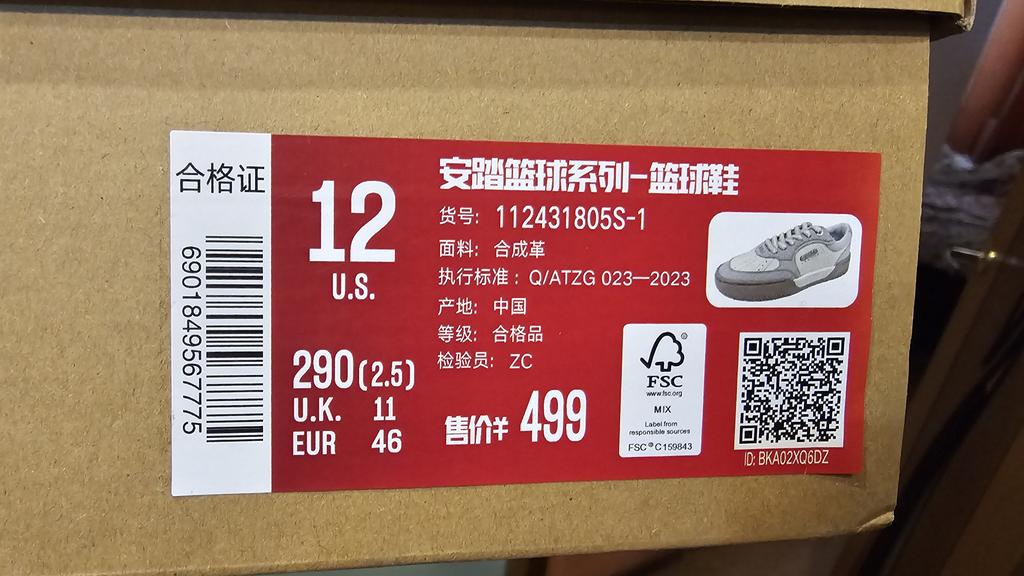 合格证
6901849567775
12
U.S.
290(2.5)
U.K. 11
EUR 46
安踏篮球系列-篮球鞋
货号: 112431805S-1
面料: 合成革
执行标准: Q/ATZG 023—2023
产地: 中国
等级: 合格品
检验员: ZC
售价¥ 499
FSC
www.fsc.org
MIX
Label from
responsible sources
FSC® C159843
ID: BKA02XQ6DZ